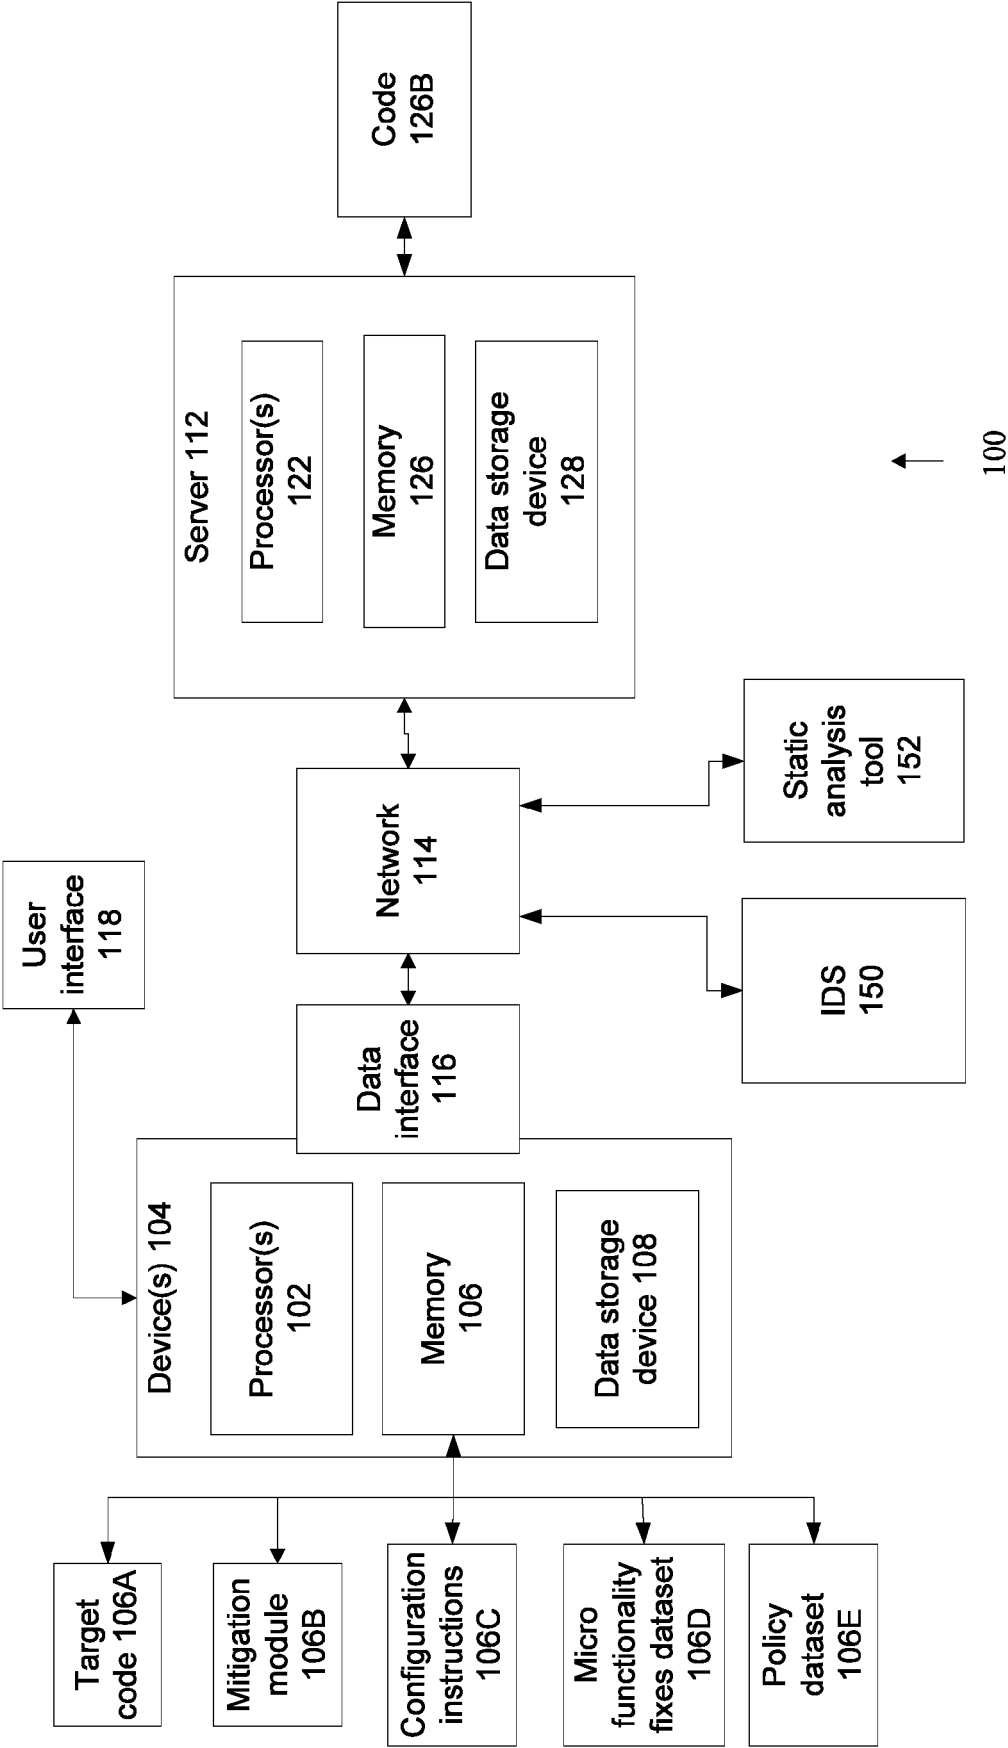 Target
code 106A
Mitigation
module
106B
Configuration
instructions
106C
Micro
functionality
fixes dataset
106D
Policy
dataset
106E
Device(s) 104
Processor(s)
102
Memory
106
Data storage
device 108
User
interface
118
Data
interface
116
Network
114
IDS
150
Static
analysis
tool
152
Server 112
Processor(s)
122
Memory
126
Data storage
device
128
Code
126B
100